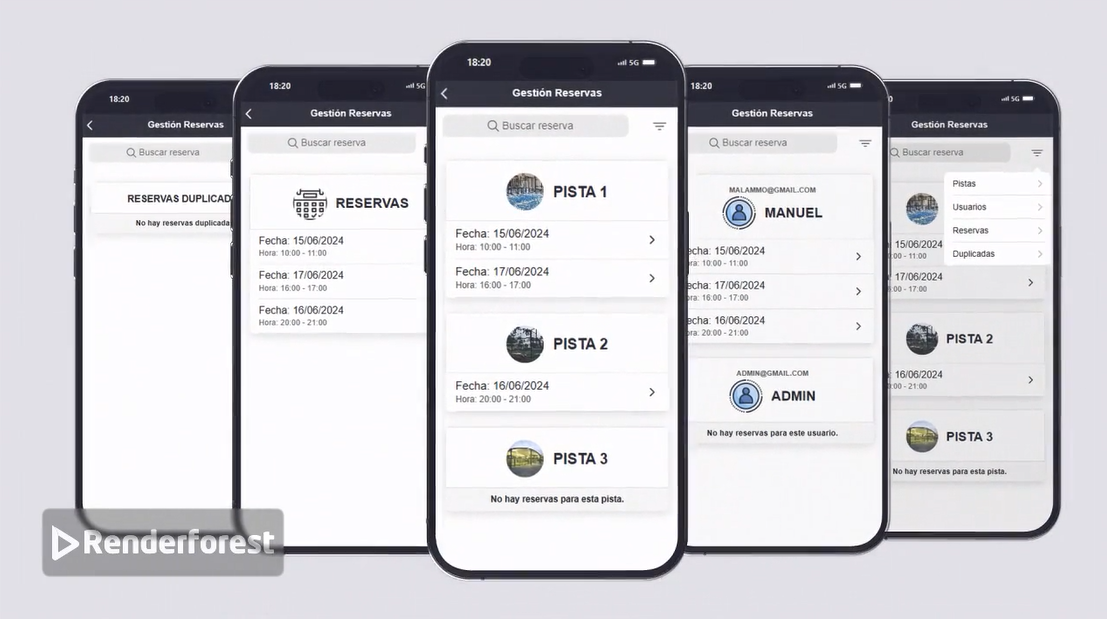 18:20
Gestión Reservas
Buscar reserva
RESERVAS DUPLICAD
No hay reservas duplicada
18:20
5G
Gestión Reservas
Buscar reserva
RESERVAS
Fecha: 15/06/2024
Hora: 10:00 - 11:00
Fecha: 17/06/2024
Hora: 16:00 - 17:00
Fecha: 16/06/2024
Hora: 20:00 - 21:00
18:20
5G
Gestión Reservas
Buscar reserva
PISTA 1
Fecha: 15/06/2024
Hora: 10:00 - 11:00
Fecha: 17/06/2024
Hora: 16:00 - 17:00
PISTA 2
Fecha: 16/06/2024
Hora: 20:00 - 21:00
PISTA 3
No hay reservas para esta pista.
18:20
5G
Gestión Reservas
Buscar reserva
MALAMMO@GMAIL.COM
MANUEL
echa: 15/06/2024
ora: 10:00 - 11:00
echa: 17/06/2024
ora: 16:00 - 17:00
echa: 16/06/2024
ora: 20:00 - 21:00
ADMIN@GMAIL.COM
ADMIN
No hay reservas para este usuario.
0
5G
Gestión Reservas
Buscar reserva
Pistas
Usuarios
Reservas
Duplicadas
15/06/2024
:00 - 11:00
17/06/2024
:00 - 17:00
PISTA 2
16/06/2024
:00 - 21:00
PISTA 3
No hay reservas para esta pista.
Renderforest